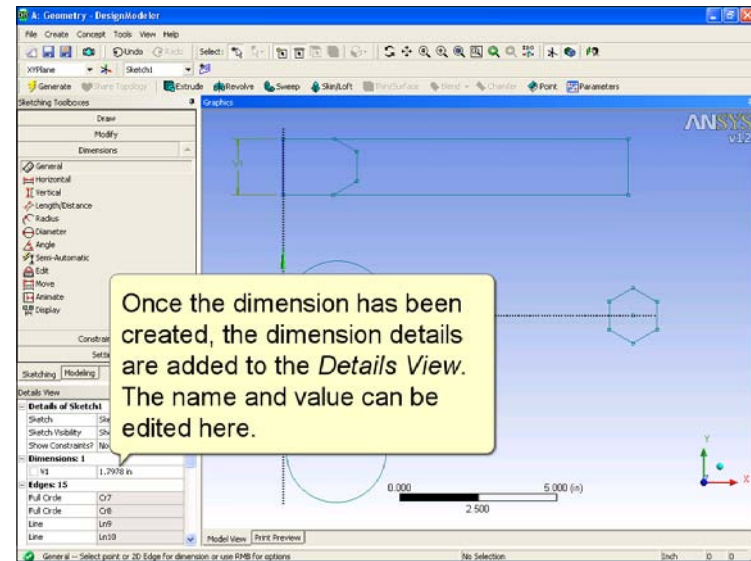 A: Geometry - DesignModeler
File Create Concept Tools View Help
Undo Redo Select:
XYPlane Sketch1
Generate Share Topology Extrude Revolve Sweep Skin/Loft Thin/Surface Blend Chamfer Point Parameters
Sketching Toolboxes Graphics
Draw
Modify
Dimensions
General
Horizontal
Vertical
Length/Distance
Radius
Diameter
Angle
Semi-Automatic
Edit
Move
Animate
Display
Sketching Modeling
Details View
Details of Sketch1
Sketch
Sketch Visibility
Show Constraints? No
Dimensions: 1
V1 1.7978 in
Edges: 15
Full Circle Cr7
Full Circle Cr8
Line Ln9
Line Ln10
ANSYS
v12
V1
Once the dimension has been
created, the dimension details
are added to the Details View.
The name and value can be
edited here.
0.000 5.000 (in)
2.500
Y
X
Model View Print Preview
General -- Select point or 2D Edge for dimension or use RMB for options No Selection Inch 0 0